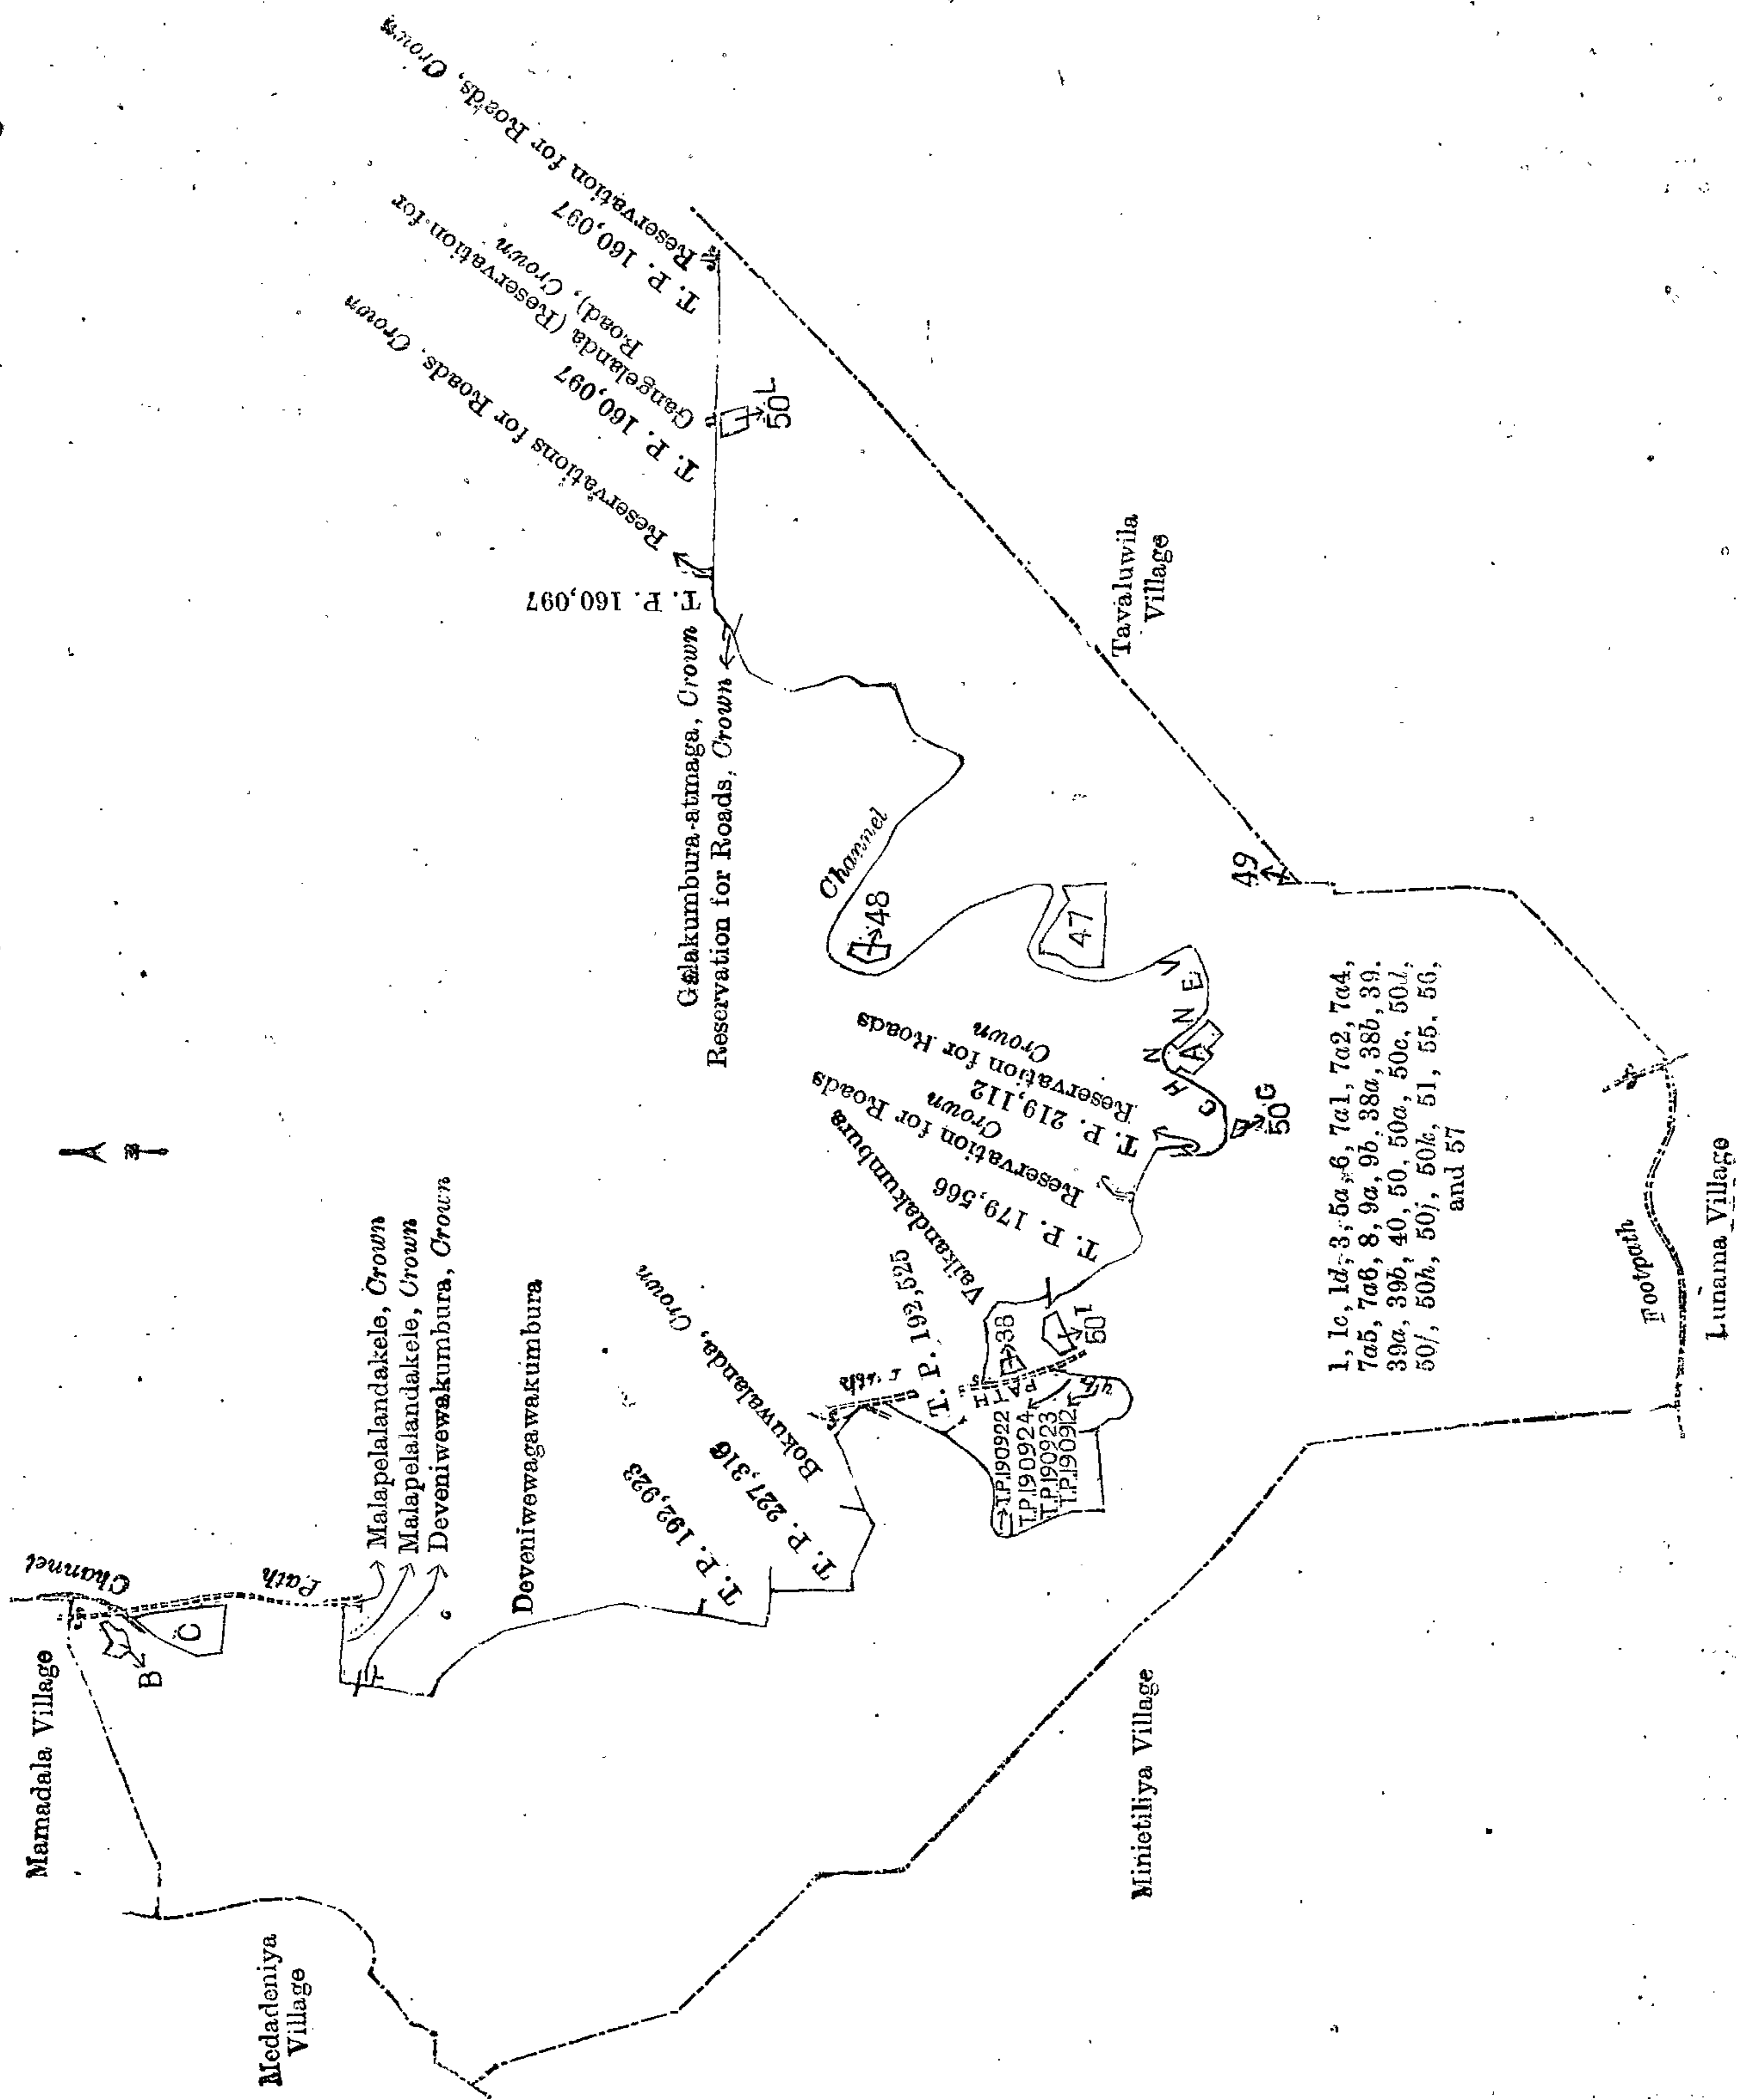 Mamadala Village
Medadeniya
Village
Channel
Path
B
C
Malapelalandakele, Crown
Malapelalandakele, Crown
Deveniwewakumbura, Crown
Deveniwewagawakumbura
T. P. 192,923
T. P. 227,316
Bokuwalanda, Crown
Path
T. P. 192,525
Vaikandakumbura
T. P. 179,566
Reservation for Roads
Crown
T. P. 219,112
Reservation for Roads
Crown
T.P.190922
T.P.190924
T.P.190923
T.P.190912
PATH
38
50 I
50 G
CHANNEL
A
47
48
Channel
49
Galakumbura-atmaga, Crown
Reservation for Roads, Crown
T. P. 160,097
Reservations for Roads, Crown
T. P. 160,097
Gangelanda (Reservation for
Road), Crown
T. P. 160,097
Reservation for Roads, Crown
50 L
Tavaluwila
Village
1, 1c, 1d, 3, 5a, 6, 7a1, 7a2, 7a4,
7a5, 7a6, 8, 9a, 9b, 38a, 38b, 39.
39a, 39b, 40, 50, 50a, 50c, 50d,
50f, 50h, 50j, 50k, 51, 55, 56,
and 57
Minietiliya Village
Footpath
Lunama Village